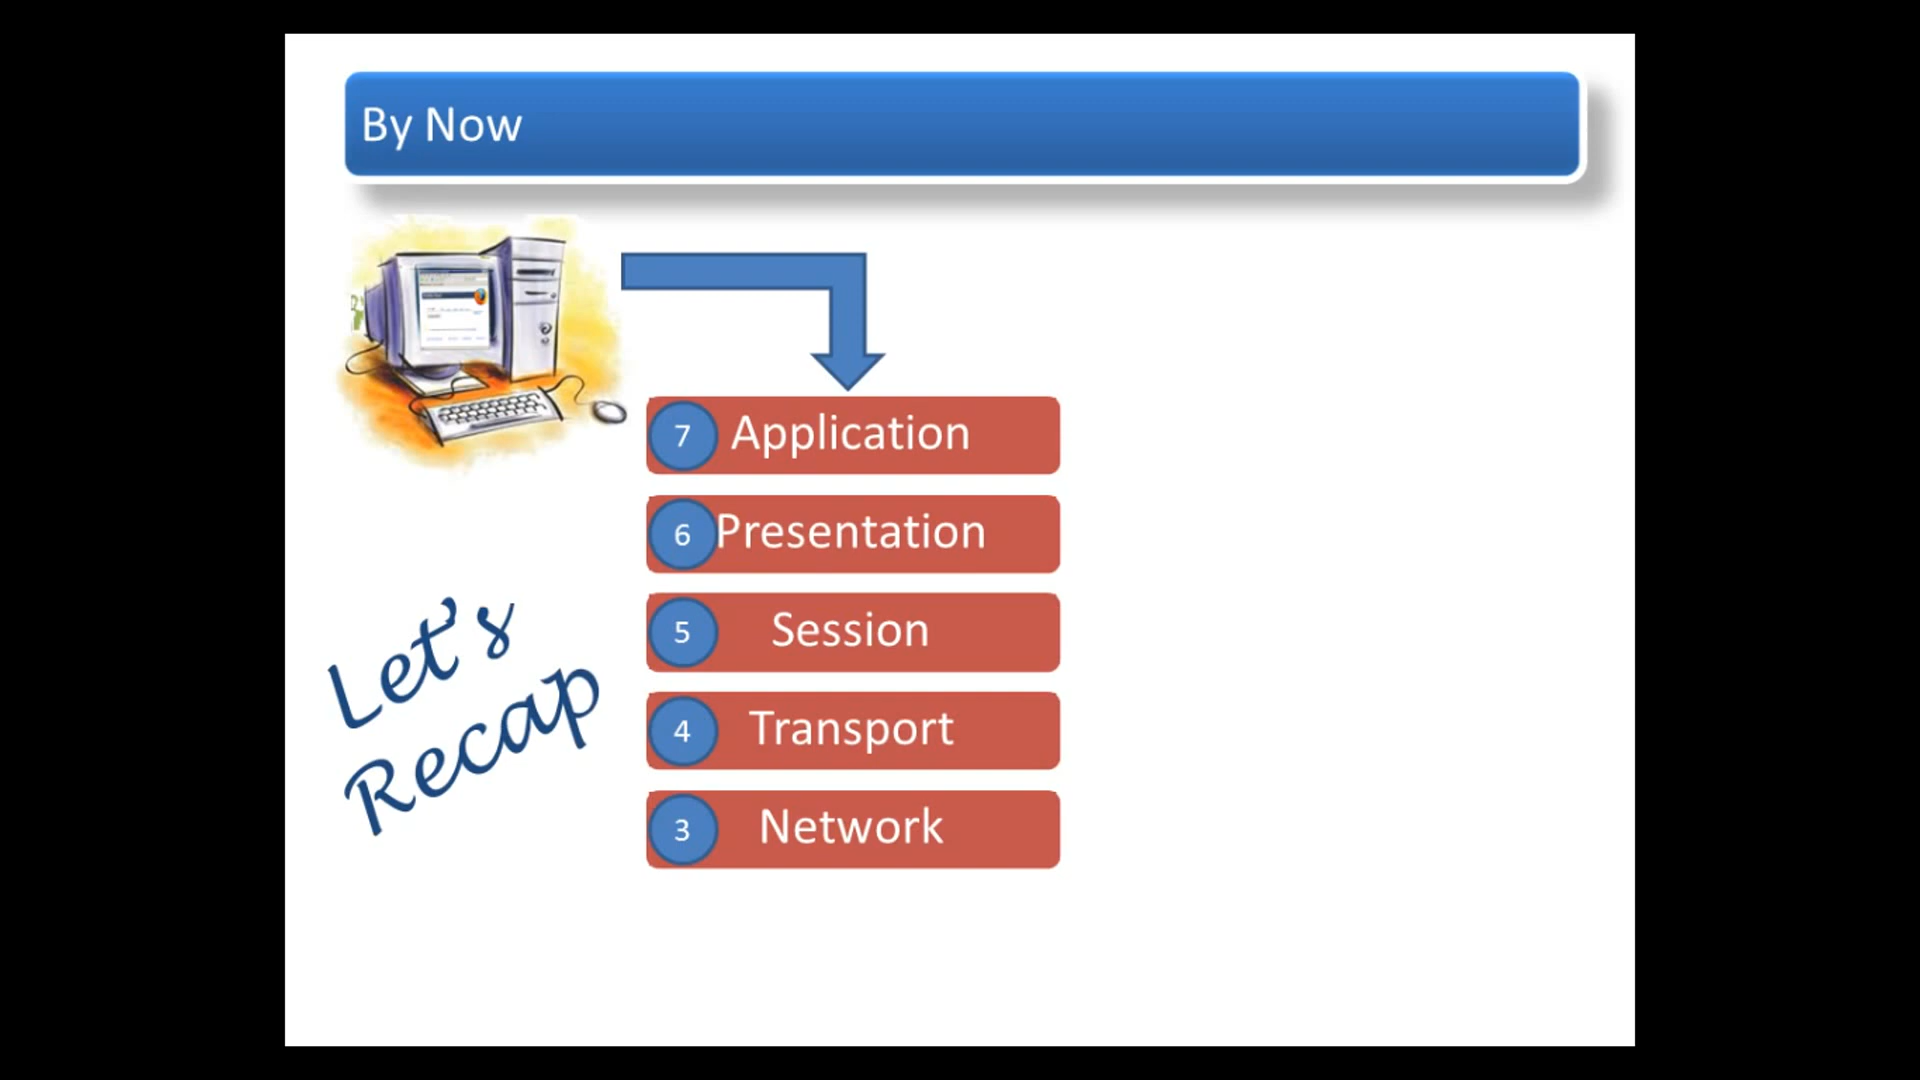 By Now
7 Application
6 Presentation
5 Session
4 Transport
3 Network
Let's
Recap